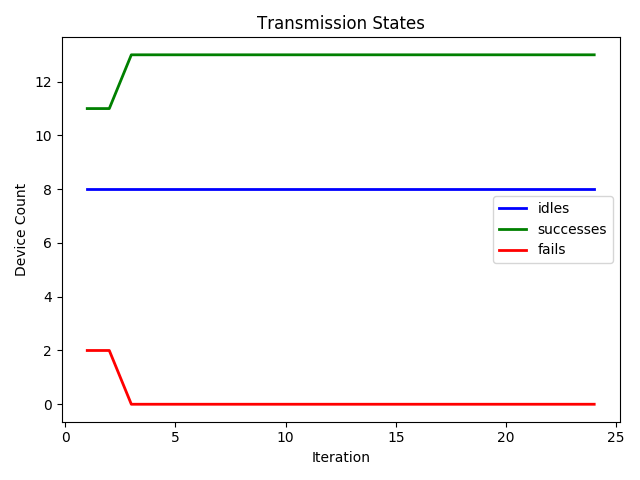 Transmission States
Device Count
12
10
8
6
4
2
0
idles
successes
fails
0 5 10 15 20 25
Iteration